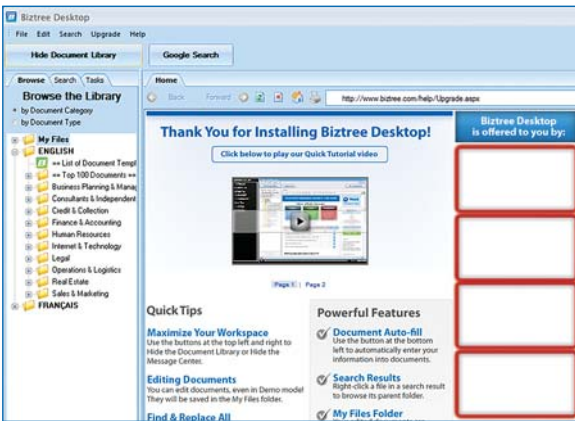 Biztree Desktop
File Edit Search Upgrade Help
Hide Document Library
Google Search
Browse Search Tasks
Home
Browse the Library
by Document Category
by Document Type
Back Forward
http://www.biztree.com/help/Upgrade.aspx
My Files
ENGLISH
== List of Document Templ
== Top 100 Documents ==
Business Planning & Manag
Consultants & Independent
Credit & Collection
Finance & Accounting
Human Resources
Internet & Technology
Legal
Operations & Logistics
Real Estate
Sales & Marketing
FRANÇAIS
Thank You for Installing Biztree Desktop!
Click below to play our Quick Tutorial video
Page 1 | Page 2
Quick Tips
Maximize Your Workspace
Use the buttons at the top left and right to
Hide the Document Library or Hide the
Message Center.
Editing Documents
You can edit documents, even in Demo mode!
They will be saved in the My Files folder.
Find & Replace All
Powerful Features
Document Auto-fill
Use the button at the bottom
left to automatically enter your
information into documents.
Search Results
Right-click a file in a search result
to browse its parent folder.
My Files Folder
Biztree Desktop
is offered to you by: